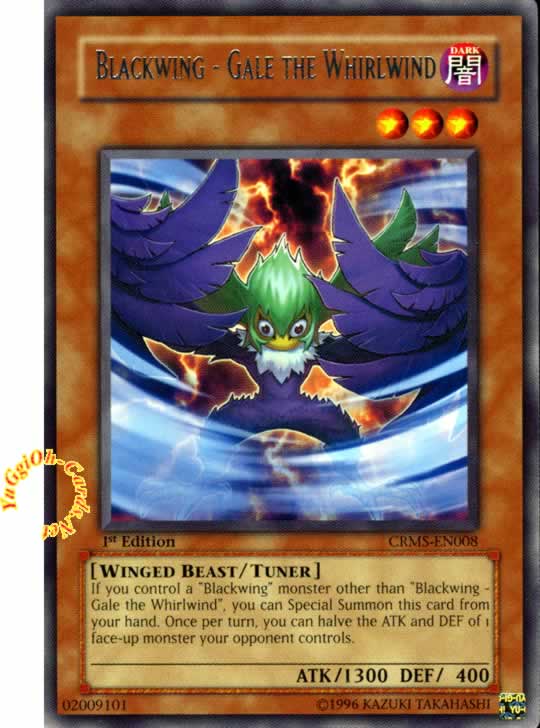 BLACKWING - GALE THE WHIRLWIND
DARK
闇
YuGgiOh-Cards.Net
1st Edition
CRMS-EN008
[WINGED BEAST/TUNER]
If you control a "Blackwing" monster other than "Blackwing -
Gale the Whirlwind", you can Special Summon this card from
your hand. Once per turn, you can halve the ATK and DEF of 1
face-up monster your opponent controls.
ATK/1300 DEF/ 400
02009101
©1996 KAZUKI TAKAHASHI